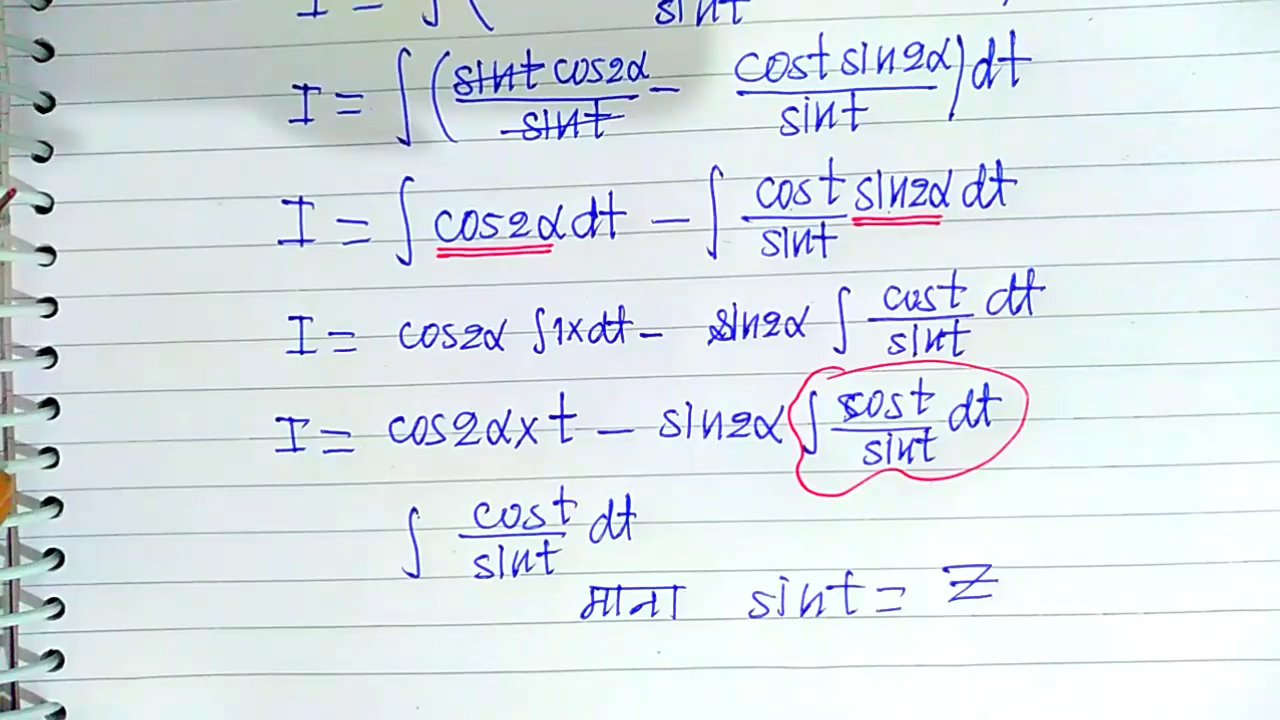 I = ∫( sint
I = ∫(sint cos2α/sint - cost sin2α/sint)dt
I = ∫ cos2α dt - ∫ cost/sint sin2α dt
I = cos2α ∫1×dt - sin2α ∫ cost/sint dt
I = cos2α×t - sin2α ∫ cost/sint dt
∫ cost/sint dt
माना sint = Z